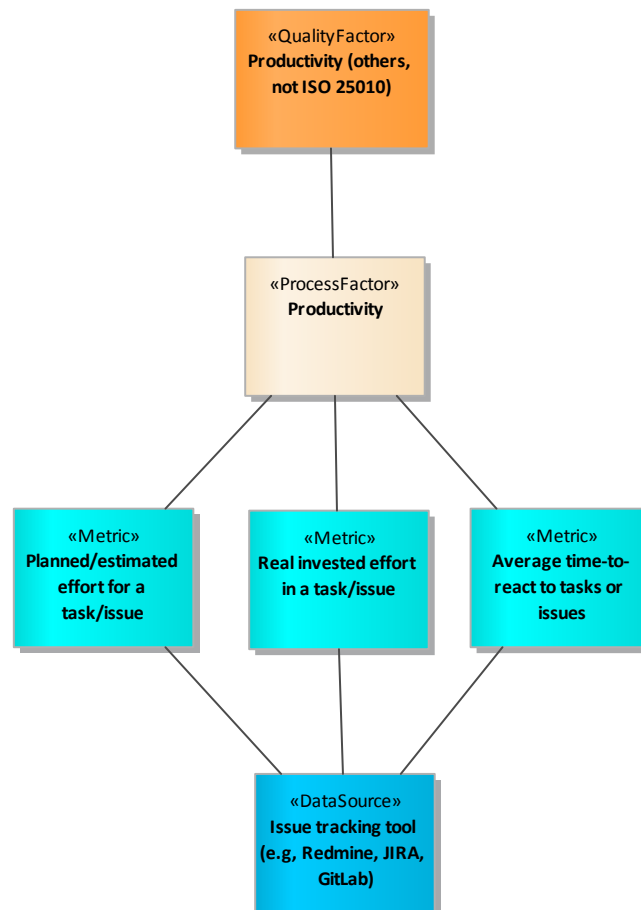 «QualityFactor»
Productivity (others,
not ISO 25010)
«ProcessFactor»
Productivity
«Metric»
Planned/estimated
effort for a
task/issue
«Metric»
Real invested effort
in a task/issue
«Metric»
Average time-to-
react to tasks or
issues
«DataSource»
Issue tracking tool
(e.g, Redmine, JIRA,
GitLab)